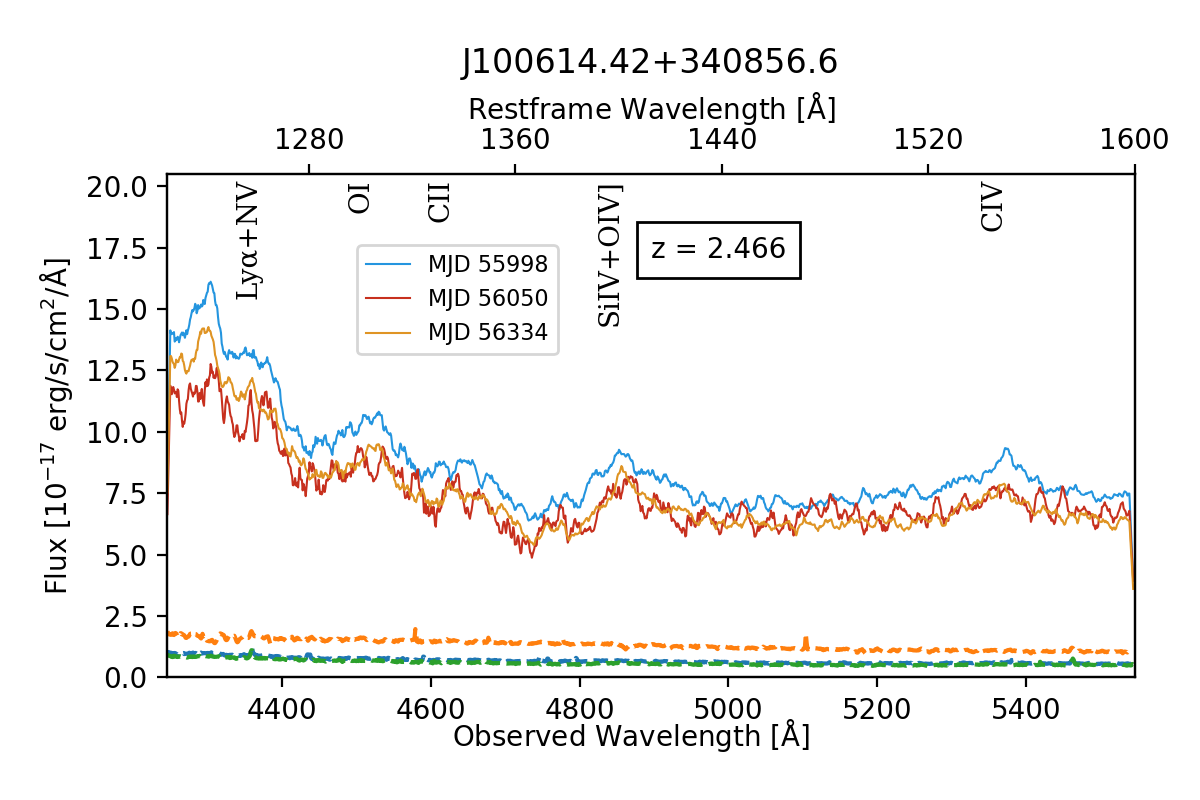 J100614.42+340856.6
Restframe Wavelength [Å]
1280 1360 1440 1520 1600
20.0
17.5
15.0
12.5
10.0
7.5
5.0
2.5
0.0
Flux [10⁻¹⁷ erg/s/cm²/Å]
Lyα+NV
OI
CII
SiIV+OIV]
CIV
z = 2.466
MJD 55998
MJD 56050
MJD 56334
4400 4600 4800 5000 5200 5400
Observed Wavelength [Å]